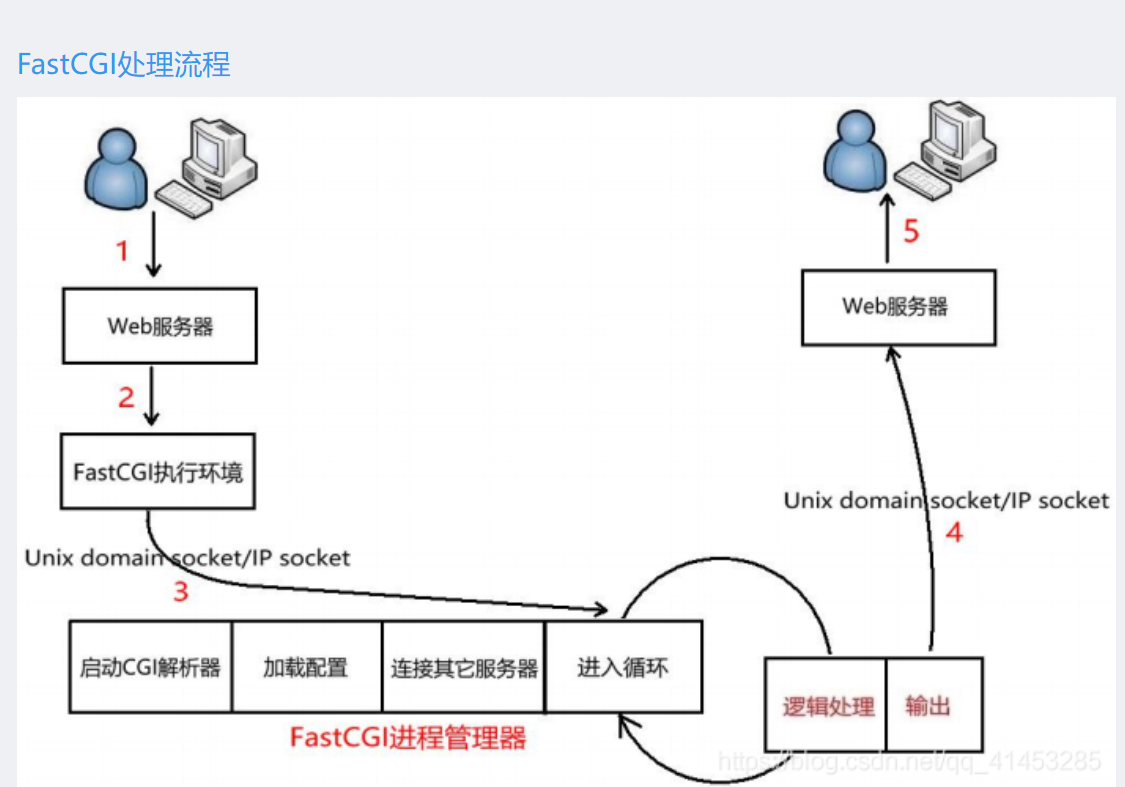 FastCGI处理流程
1
5
Web服务器
Web服务器
2
FastCGI执行环境
Unix domain socket/IP socket
4
Unix domain socket/IP socket
3
启动CGI解析器
加载配置
连接其它服务器
进入循环
逻辑处理
输出
FastCGI进程管理器
https://blog.csdn.net/qq_41453285